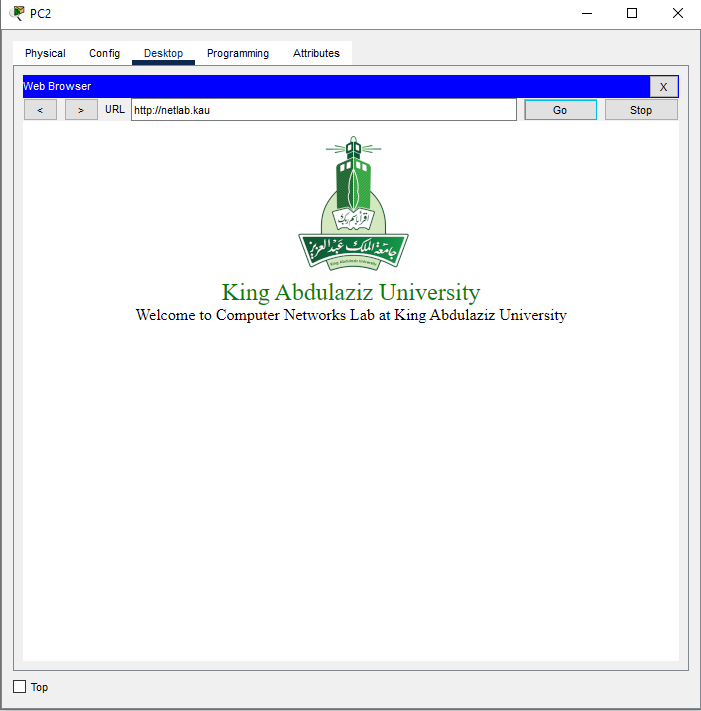 PC2
Physical Config Desktop Programming Attributes
Web Browser X
< > URL http://netlab.kau Go Stop
اقرأ باسم ربك
جامعة الملك عبدالعزيز
King Abdulaziz University
King Abdulaziz University
Welcome to Computer Networks Lab at King Abdulaziz University
Top